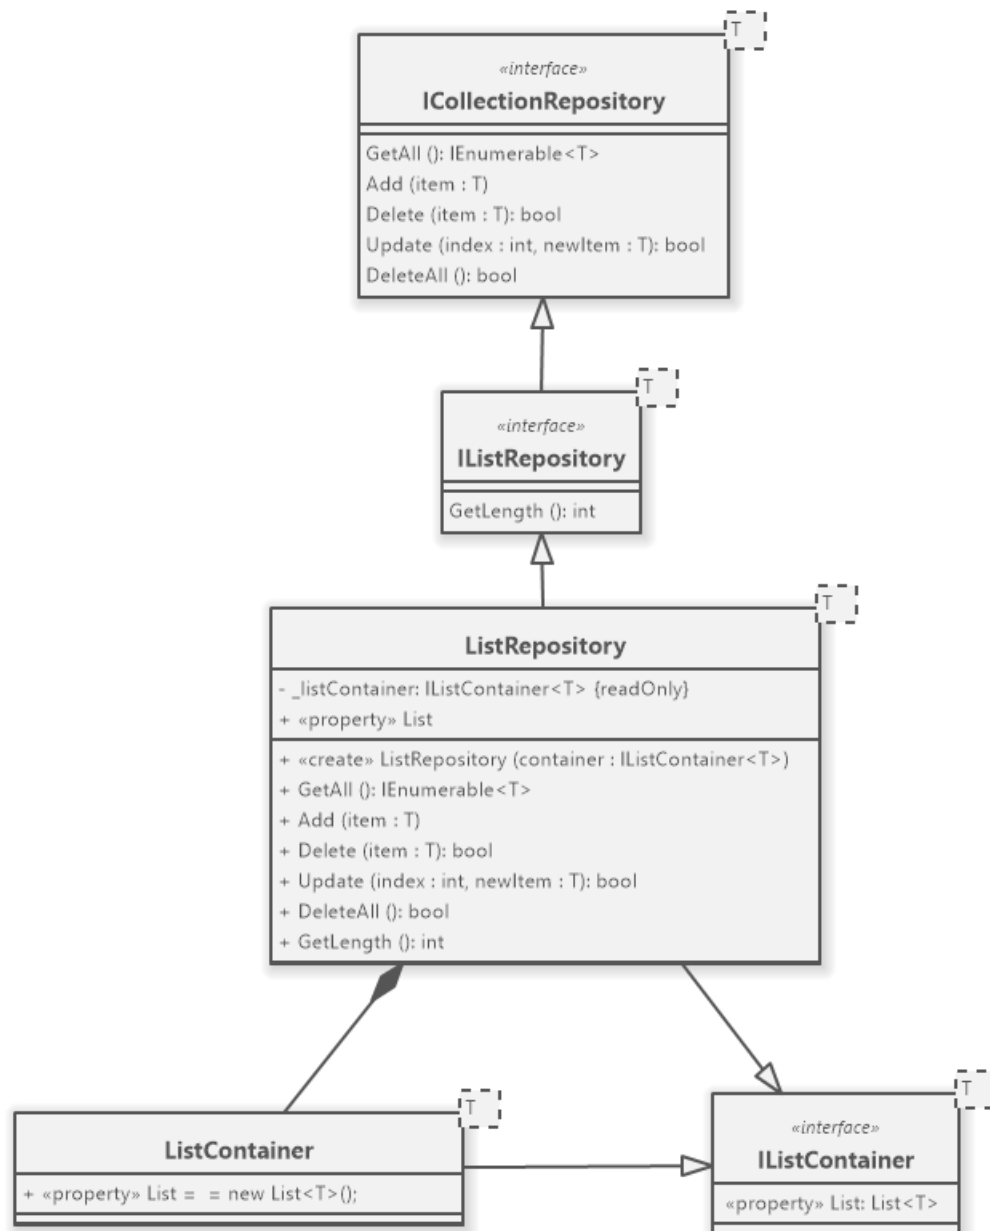 T
«interface»
ICollectionRepository
GetAll (): IEnumerable<T>
Add (item : T)
Delete (item : T): bool
Update (index : int, newItem : T): bool
DeleteAll (): bool
T
«interface»
IListRepository
GetLength (): int
T
ListRepository
- _listContainer: IListContainer<T> {readOnly}
+ «property» List
+ «create» ListRepository (container : IListContainer<T>)
+ GetAll (): IEnumerable<T>
+ Add (item : T)
+ Delete (item : T): bool
+ Update (index : int, newItem : T): bool
+ DeleteAll (): bool
+ GetLength (): int
T
ListContainer
+ «property» List = = new List<T>();
T
«interface»
IListContainer
«property» List: List<T>